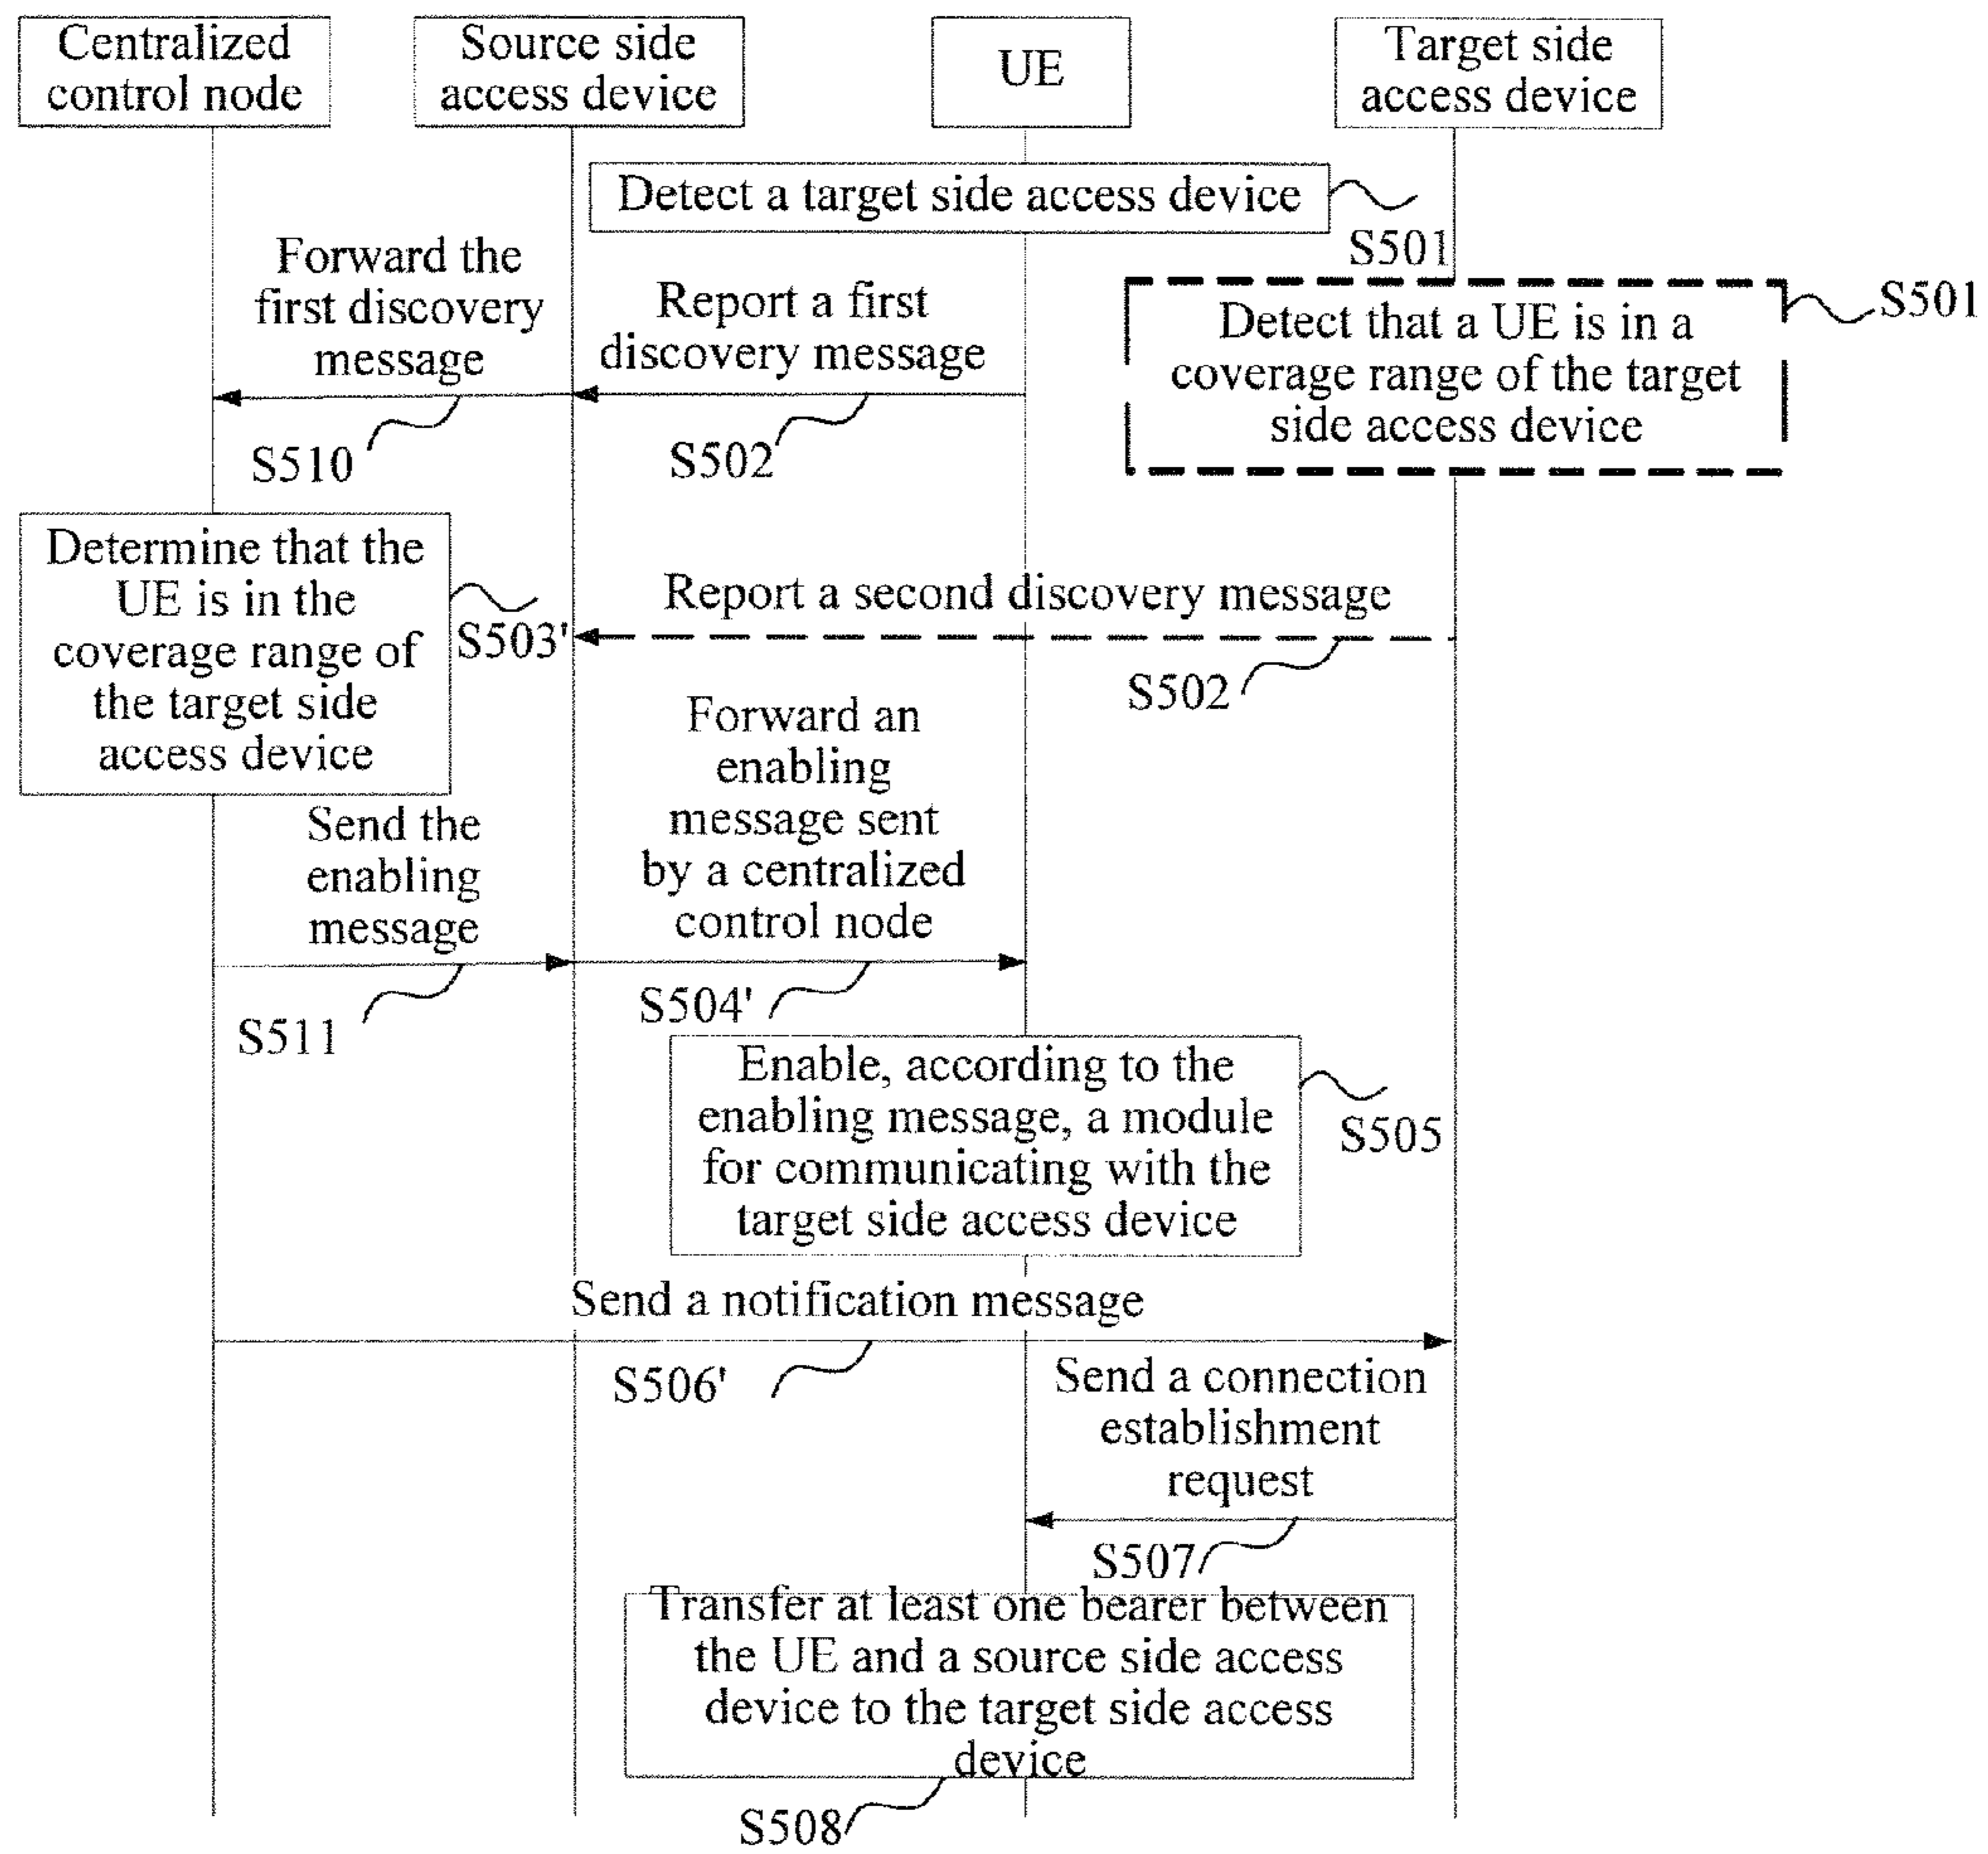 Centralized
control node
Source side
access device
UE
Target side
access device
Detect a target side access device
S501
Forward the
first discovery
message
Report a first
discovery message
Detect that a UE is in a
coverage range of the target
side access device
S501
S510
S502
Determine that the
UE is in the
coverage range of
the target side
access device
S503'
Report a second discovery message
S502
Forward an
enabling
message sent
by a centralized
control node
Send the
enabling
message
S504'
S511
Enable, according to the
enabling message, a module
for communicating with the
target side access device
S505
Send a notification message
S506'
Send a connection
establishment
request
S507
Transfer at least one bearer between
the UE and a source side access
device to the target side access
device
S508